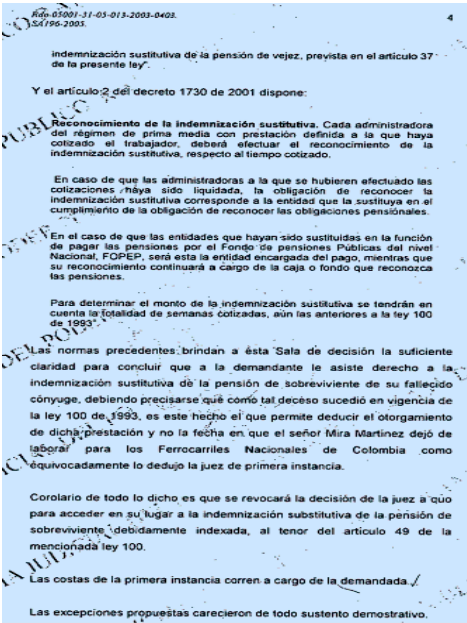 Rdo-05001-31-05-013-2003-0403.
SA196-2005.
4
indemnización sustitutiva de la pensión de vejez, prevista en el artículo 37
de la presente ley".
Y el artículo 2 del decreto 1730 de 2001 dispone:
Reconocimiento de la indemnización sustitutiva. Cada administradora
del régimen de prima media con prestación definida a la que haya
cotizado el trabajador, deberá efectuar el reconocimiento de la
indemnización sustitutiva, respecto al tiempo cotizado.
En caso de que las administradoras a la que se hubieren efectuado las
cotizaciones haya sido liquidada, la obligación de reconocer la
indemnización sustitutiva corresponde a la entidad que la sustituya en el
cumplimiento de la obligación de reconocer las obligaciones pensiónales.
En el caso de que las entidades que hayan sido sustituidas en la función
de pagar las pensiones por el Fondo de pensiones Públicas del nivel
Nacional, FOPEP, será esta la entidad encargada del pago, mientras que
su reconocimiento continuará a cargo de la caja o fondo que reconozca
las pensiones.
Para determinar el monto de la indemnización sustitutiva se tendrán en
cuenta la totalidad de semanas cotizadas, aún las anteriores a la ley 100
de 1993".
Las normas precedentes brindan a ésta Sala de decisión la suficiente
claridad para concluir que a la demandante le asiste derecho a la
indemnización sustitutiva de la pensión de sobreviviente de su fallecido
cónyuge, debiendo precisarse que como tal deceso sucedió en vigencia de
la ley 100 de 1993, es este hecho el que permite deducir el otorgamiento
de dicha prestación y no la fecha en que el señor Mira Martinez dejó de
laborar para los Ferrocarriles Nacionales de Colombia como
equivocadamente lo dedujo la juez de primera instancia.
Corolario de todo lo dicho es que se revocará la decisión de la juez a quo
para acceder en su lugar a la indemnización substitutiva de la pensión de
sobreviviente debidamente indexada, al tenor del artículo 49 de la
mencionada ley 100.
Las costas de la primera instancia corren a cargo de la demandada.
Las excepciones propuestas carecieron de todo sustento demostrativo.